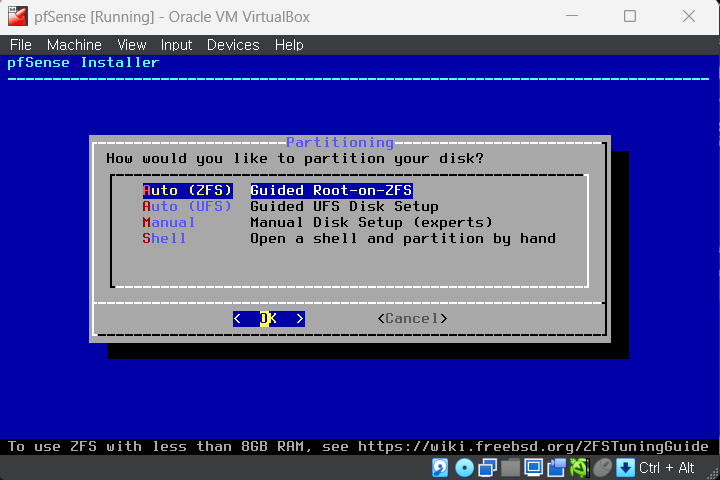 pfSense [Running] - Oracle VM VirtualBox
File Machine View Input Devices Help
pfSense Installer
Partitioning
How would you like to partition your disk?
Auto (ZFS) Guided Root-on-ZFS
Auto (UFS) Guided UFS Disk Setup
Manual Manual Disk Setup (experts)
Shell Open a shell and partition by hand
< OK > <Cancel>
To use ZFS with less than 8GB RAM, see https://wiki.freebsd.org/ZFSTuningGuide
Ctrl + Alt